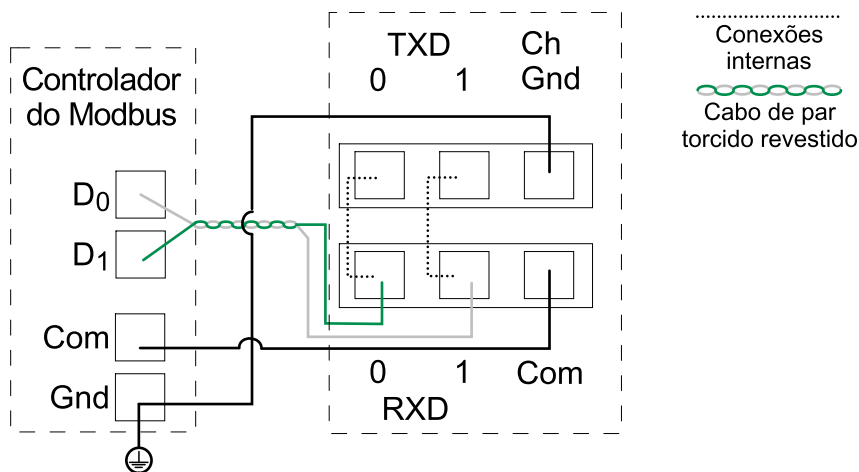 Controlador
do Modbus
D0
D1
Com
Gnd
TXD
0 1
Ch
Gnd
0 1 Com
RXD
Conexões
internas
Cabo de par
torcido revestido